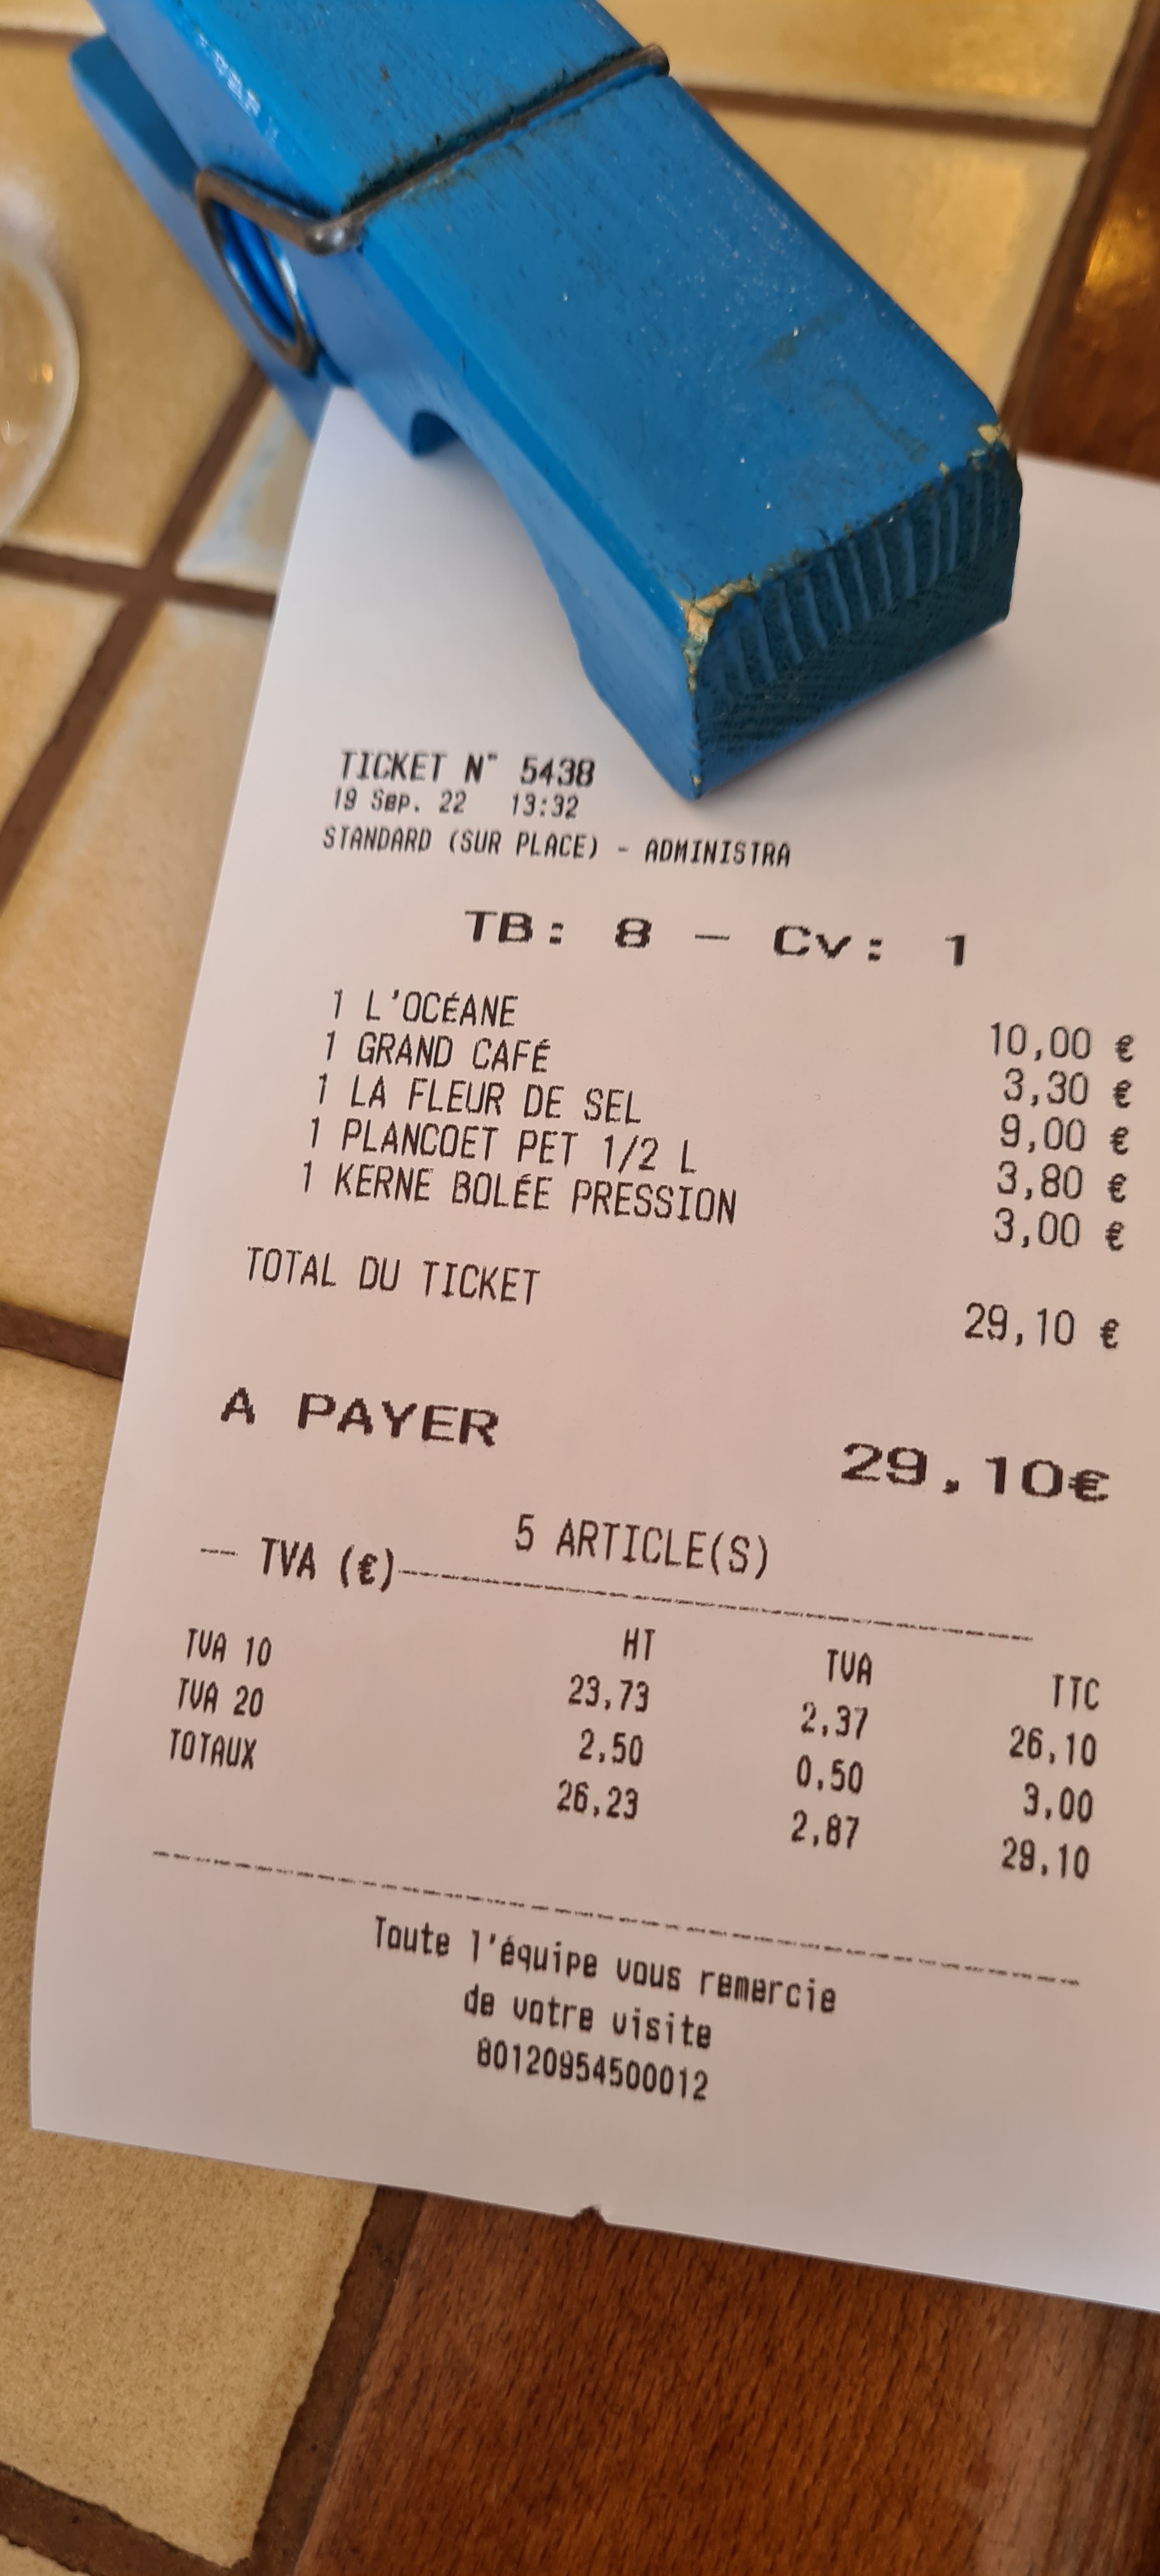 TICKET N° 5438
19 Sep. 22 13:32
STANDARD (SUR PLACE) - ADMINISTRA
TB: 8 - Cv: 1
1 L'OCÉANE 10,00 €
1 GRAND CAFÉ 3,30 €
1 LA FLEUR DE SEL 9,00 €
1 PLANCOET PET 1/2 L 3,80 €
1 KERNE BOLÉE PRESSION 3,00 €
TOTAL DU TICKET 29,10 €
A PAYER 29,10€
5 ARTICLE(S)
-- TVA (€)--
HT TVA TTC
TVA 10 23,73 2,37 26,10
TVA 20 2,50 0,50 3,00
TOTAUX 26,23 2,87 29,10
Toute l'équipe vous remercie
de votre visite
80120954500012